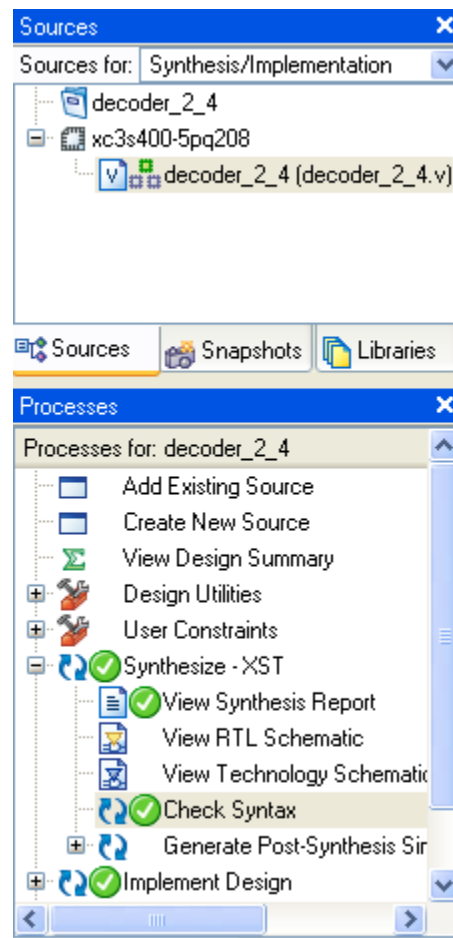 Sources
Sources for: Synthesis/Implementation
decoder_2_4
xc3s400-5pq208
V decoder_2_4 (decoder_2_4.v)
Sources Snapshots Libraries
Processes
Processes for: decoder_2_4
Add Existing Source
Create New Source
Σ View Design Summary
Design Utilities
User Constraints
Synthesize - XST
View Synthesis Report
View RTL Schematic
View Technology Schematic
Check Syntax
Generate Post-Synthesis Sir
Implement Design